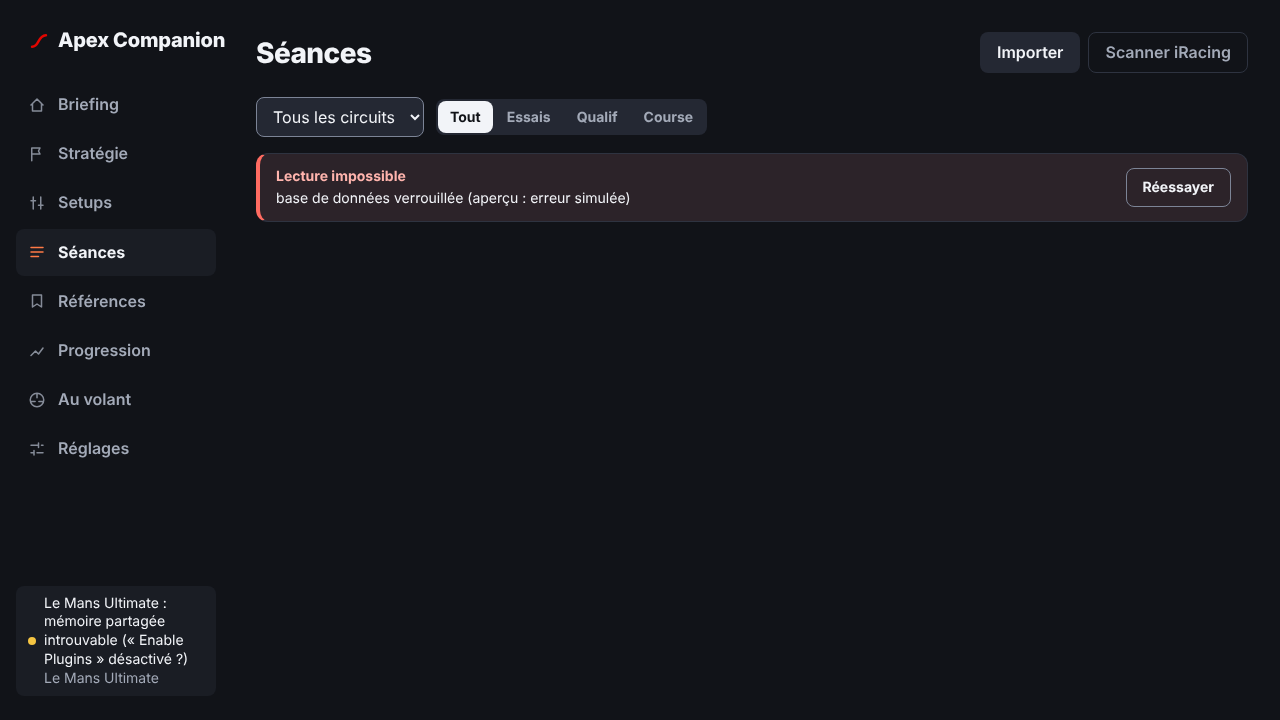 Apex Companion
Briefing
Stratégie
Setups
Séances
Références
Progression
Au volant
Réglages
Le Mans Ultimate :
mémoire partagée
introuvable (« Enable
Plugins » désactivé ?)
Le Mans Ultimate
Séances
Importer
Scanner iRacing
Tous les circuits
Tout
Essais
Qualif
Course
Lecture impossible
base de données verrouillée (aperçu : erreur simulée)
Réessayer